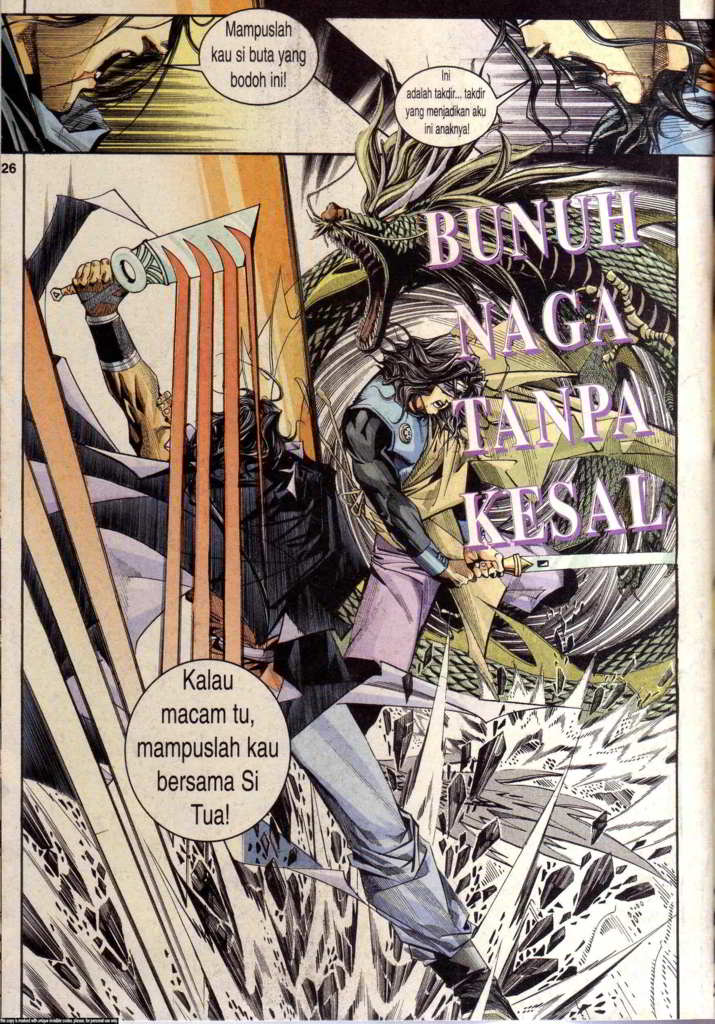 Mampuslah
kau si buta yang
bodoh ini!
Ini
adalah takdir... takdir
yang menjadikan aku
ini anaknya!
26
BUNUH
NAGA
TANPA
KESAL
Kalau
macam tu,
mampuslah kau
bersama Si
Tua!